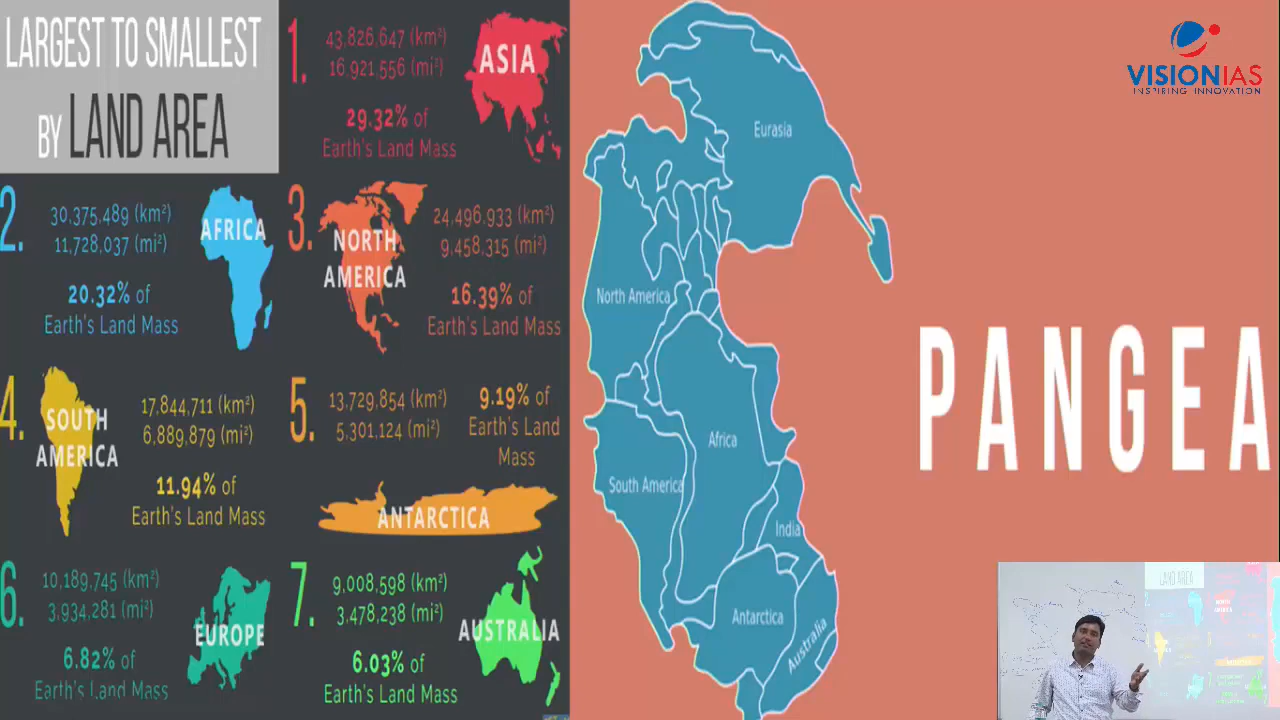 LARGEST TO SMALLEST
BY LAND AREA
1.
43,826,647 (km²)
16,921,556 (mi²)
29.32% of
Earth's Land Mass
ASIA
2.
30,375,489 (km²)
11,728,037 (mi²)
20.32% of
Earth's Land Mass
AFRICA
3.
NORTH
AMERICA
24,496,933 (km²)
9,458,315 (mi²)
16.39% of
Earth's Land Mass
4.
SOUTH
AMERICA
17,844,711 (km²)
6,889,879 (mi²)
11.94% of
Earth's Land Mass
5.
13,729,854 (km²)
5,301,124 (mi²)
9.19% of
Earth's Land
Mass
ANTARCTICA
6.
10,189,745 (km²)
3,934,281 (mi²)
6.82% of
Earth's Land Mass
EUROPE
7.
9,008,598 (km²)
3,478,238 (mi²)
6.03% of
Earth's Land Mass
AUSTRALIA
Eurasia
North America
Africa
South America
India
Antarctica
Australia
PANGEA
VISIONIAS
INSPIRING INNOVATION
LAND AREA